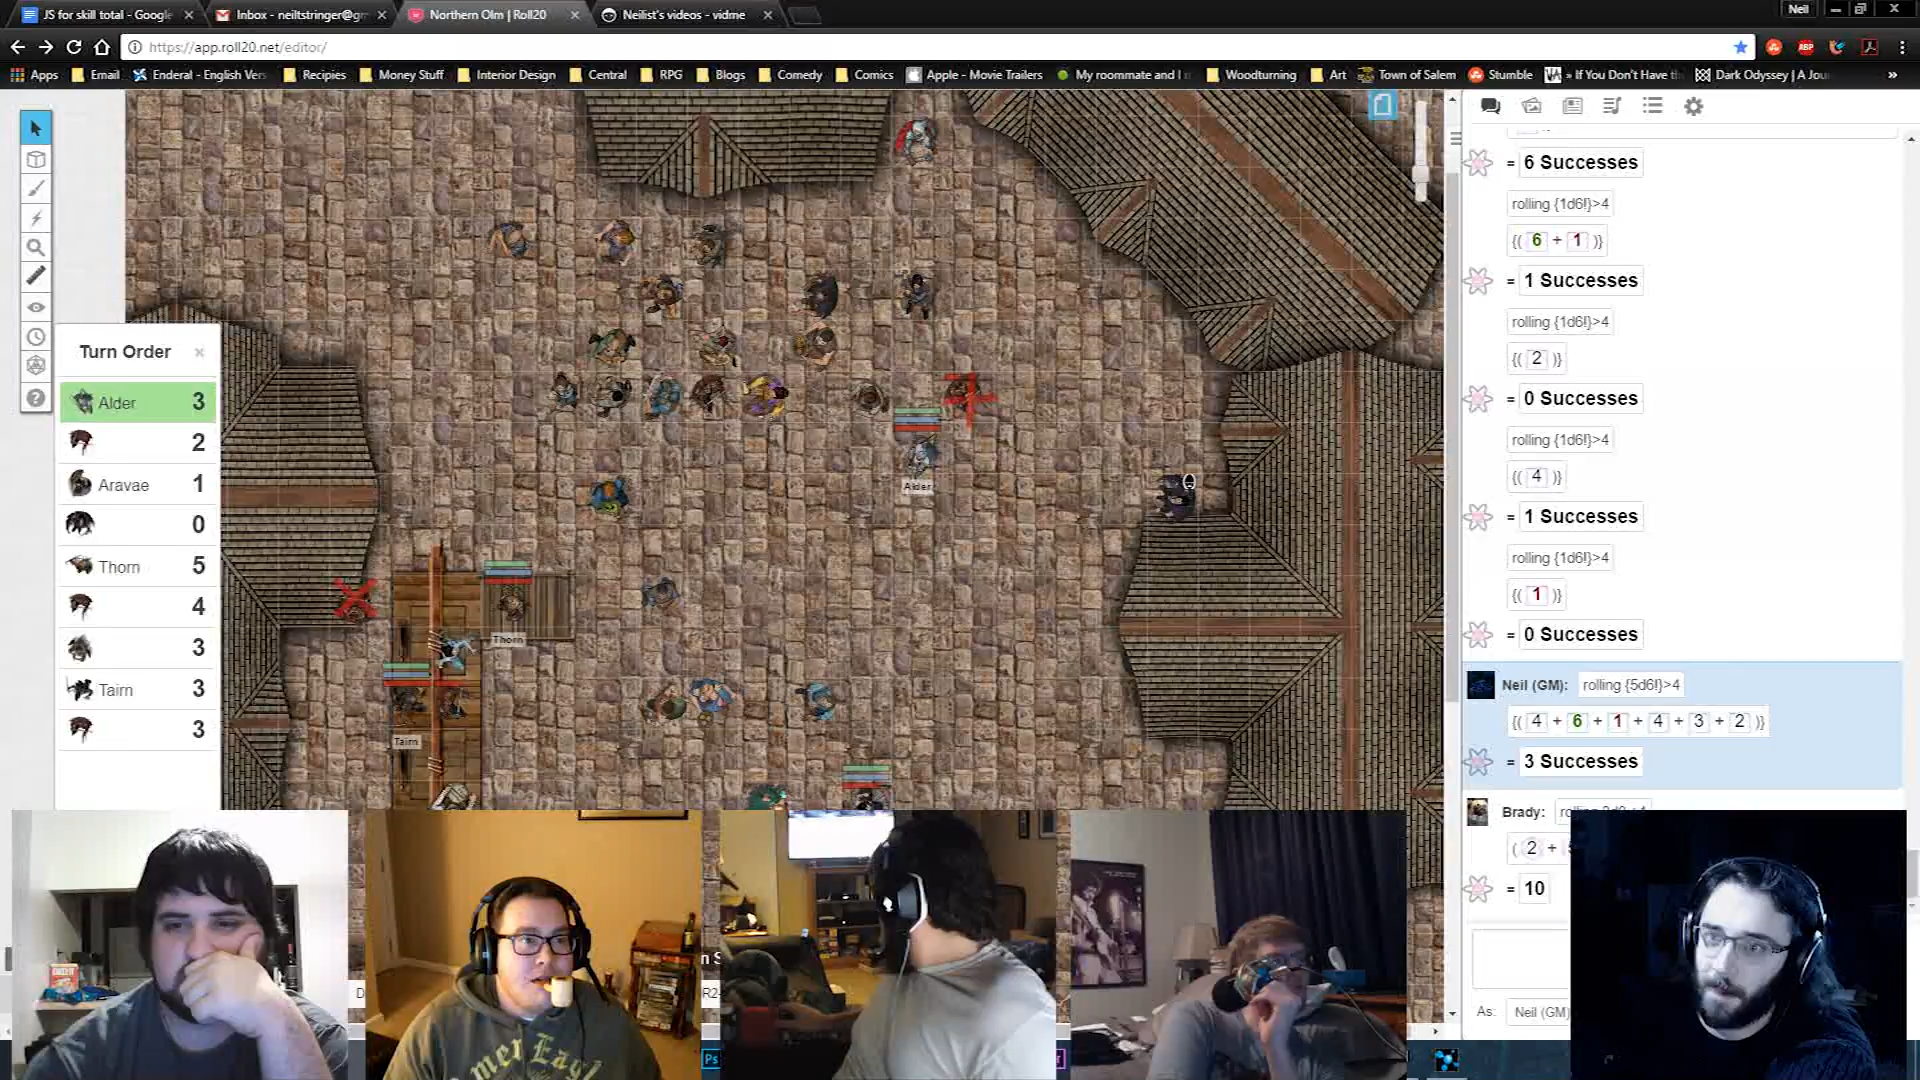 JS for skill total - Google
Inbox - neiltstringer@gm
Northern Olm | Roll20
Neilist's videos - vidme
Neil
https://app.roll20.net/editor/
Apps
Email
Enderal - English Vers
Recipies
Money Stuff
Interior Design
Central
RPG
Blogs
Comedy
Comics
Apple - Movie Trailers
My roommate and I
Woodturning
Art
Town of Salem
Stumble
» If You Don't Have th
Dark Odyssey | A Jou
»
Turn Order
Alder 3
2
Aravae 1
0
Thorn 5
4
3
Tairn 3
3
Alder
Thorn
Tairn
= 6 Successes
rolling {1d6!}>4
{( 6 + 1 )}
= 1 Successes
rolling {1d6!}>4
{( 2 )}
= 0 Successes
rolling {1d6!}>4
{( 4 )}
= 1 Successes
rolling {1d6!}>4
{( 1 )}
= 0 Successes
Neil (GM): rolling {5d6!}>4
{( 4 + 6 + 1 + 4 + 3 + 2 )}
= 3 Successes
Brady:
( 2 +
= 10
As: Neil (GM)
Ps